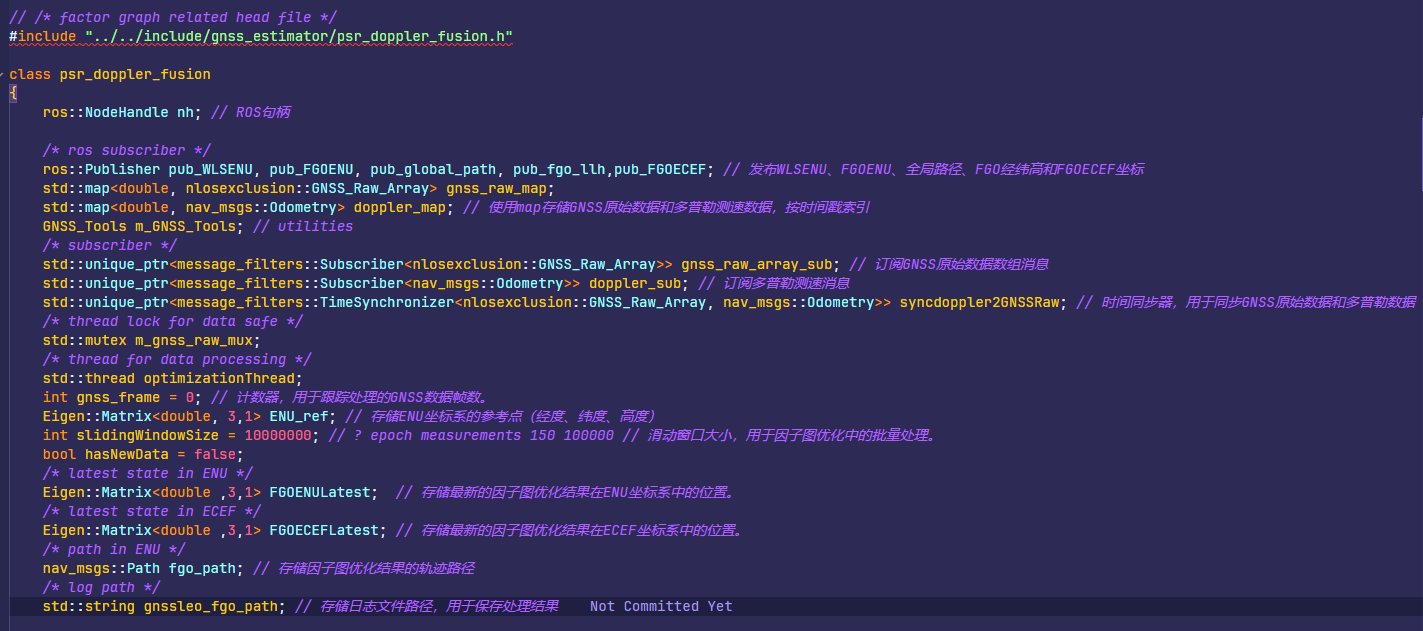 // /* factor graph related head file */
#include "../../include/gnss_estimator/psr_doppler_fusion.h"
class psr_doppler_fusion
{
ros::NodeHandle nh; // ROS句柄
/* ros subscriber */
ros::Publisher pub_WLSENU, pub_FGOENU, pub_global_path, pub_fgo_llh,pub_FGOECEF; // 发布WLSENU、FGOENU、全局路径、FGO经纬高和FGOECEF坐标
std::map<double, nlosexclusion::GNSS_Raw_Array> gnss_raw_map;
std::map<double, nav_msgs::Odometry> doppler_map; // 使用map存储GNSS原始数据和多普勒测速数据，按时间戳索引
GNSS_Tools m_GNSS_Tools; // utilities
/* subscriber */
std::unique_ptr<message_filters::Subscriber<nlosexclusion::GNSS_Raw_Array>> gnss_raw_array_sub; // 订阅GNSS原始数据数组消息
std::unique_ptr<message_filters::Subscriber<nav_msgs::Odometry>> doppler_sub; // 订阅多普勒测速消息
std::unique_ptr<message_filters::TimeSynchronizer<nlosexclusion::GNSS_Raw_Array, nav_msgs::Odometry>> syncdoppler2GNSSRaw; // 时间同步器，用于同步GNSS原始数据和多普勒数据
/* thread lock for data safe */
std::mutex m_gnss_raw_mux;
/* thread for data processing */
std::thread optimizationThread;
int gnss_frame = 0; // 计数器，用于跟踪处理的GNSS数据帧数。
Eigen::Matrix<double, 3,1> ENU_ref; // 存储ENU坐标系的参考点（经度、纬度、高度）
int slidingWindowSize = 10000000; // ? epoch measurements 150 100000 // 滑动窗口大小，用于因子图优化中的批量处理。
bool hasNewData = false;
/* latest state in ENU */
Eigen::Matrix<double ,3,1> FGOENULatest;  // 存储最新的因子图优化结果在ENU坐标系中的位置。
/* latest state in ECEF */
Eigen::Matrix<double ,3,1> FGOECEFLatest; // 存储最新的因子图优化结果在ECEF坐标系中的位置。
/* path in ENU */
nav_msgs::Path fgo_path; // 存储因子图优化结果的轨迹路径
/* log path */
std::string gnssleo_fgo_path; // 存储日志文件路径，用于保存处理结果 Not Committed Yet